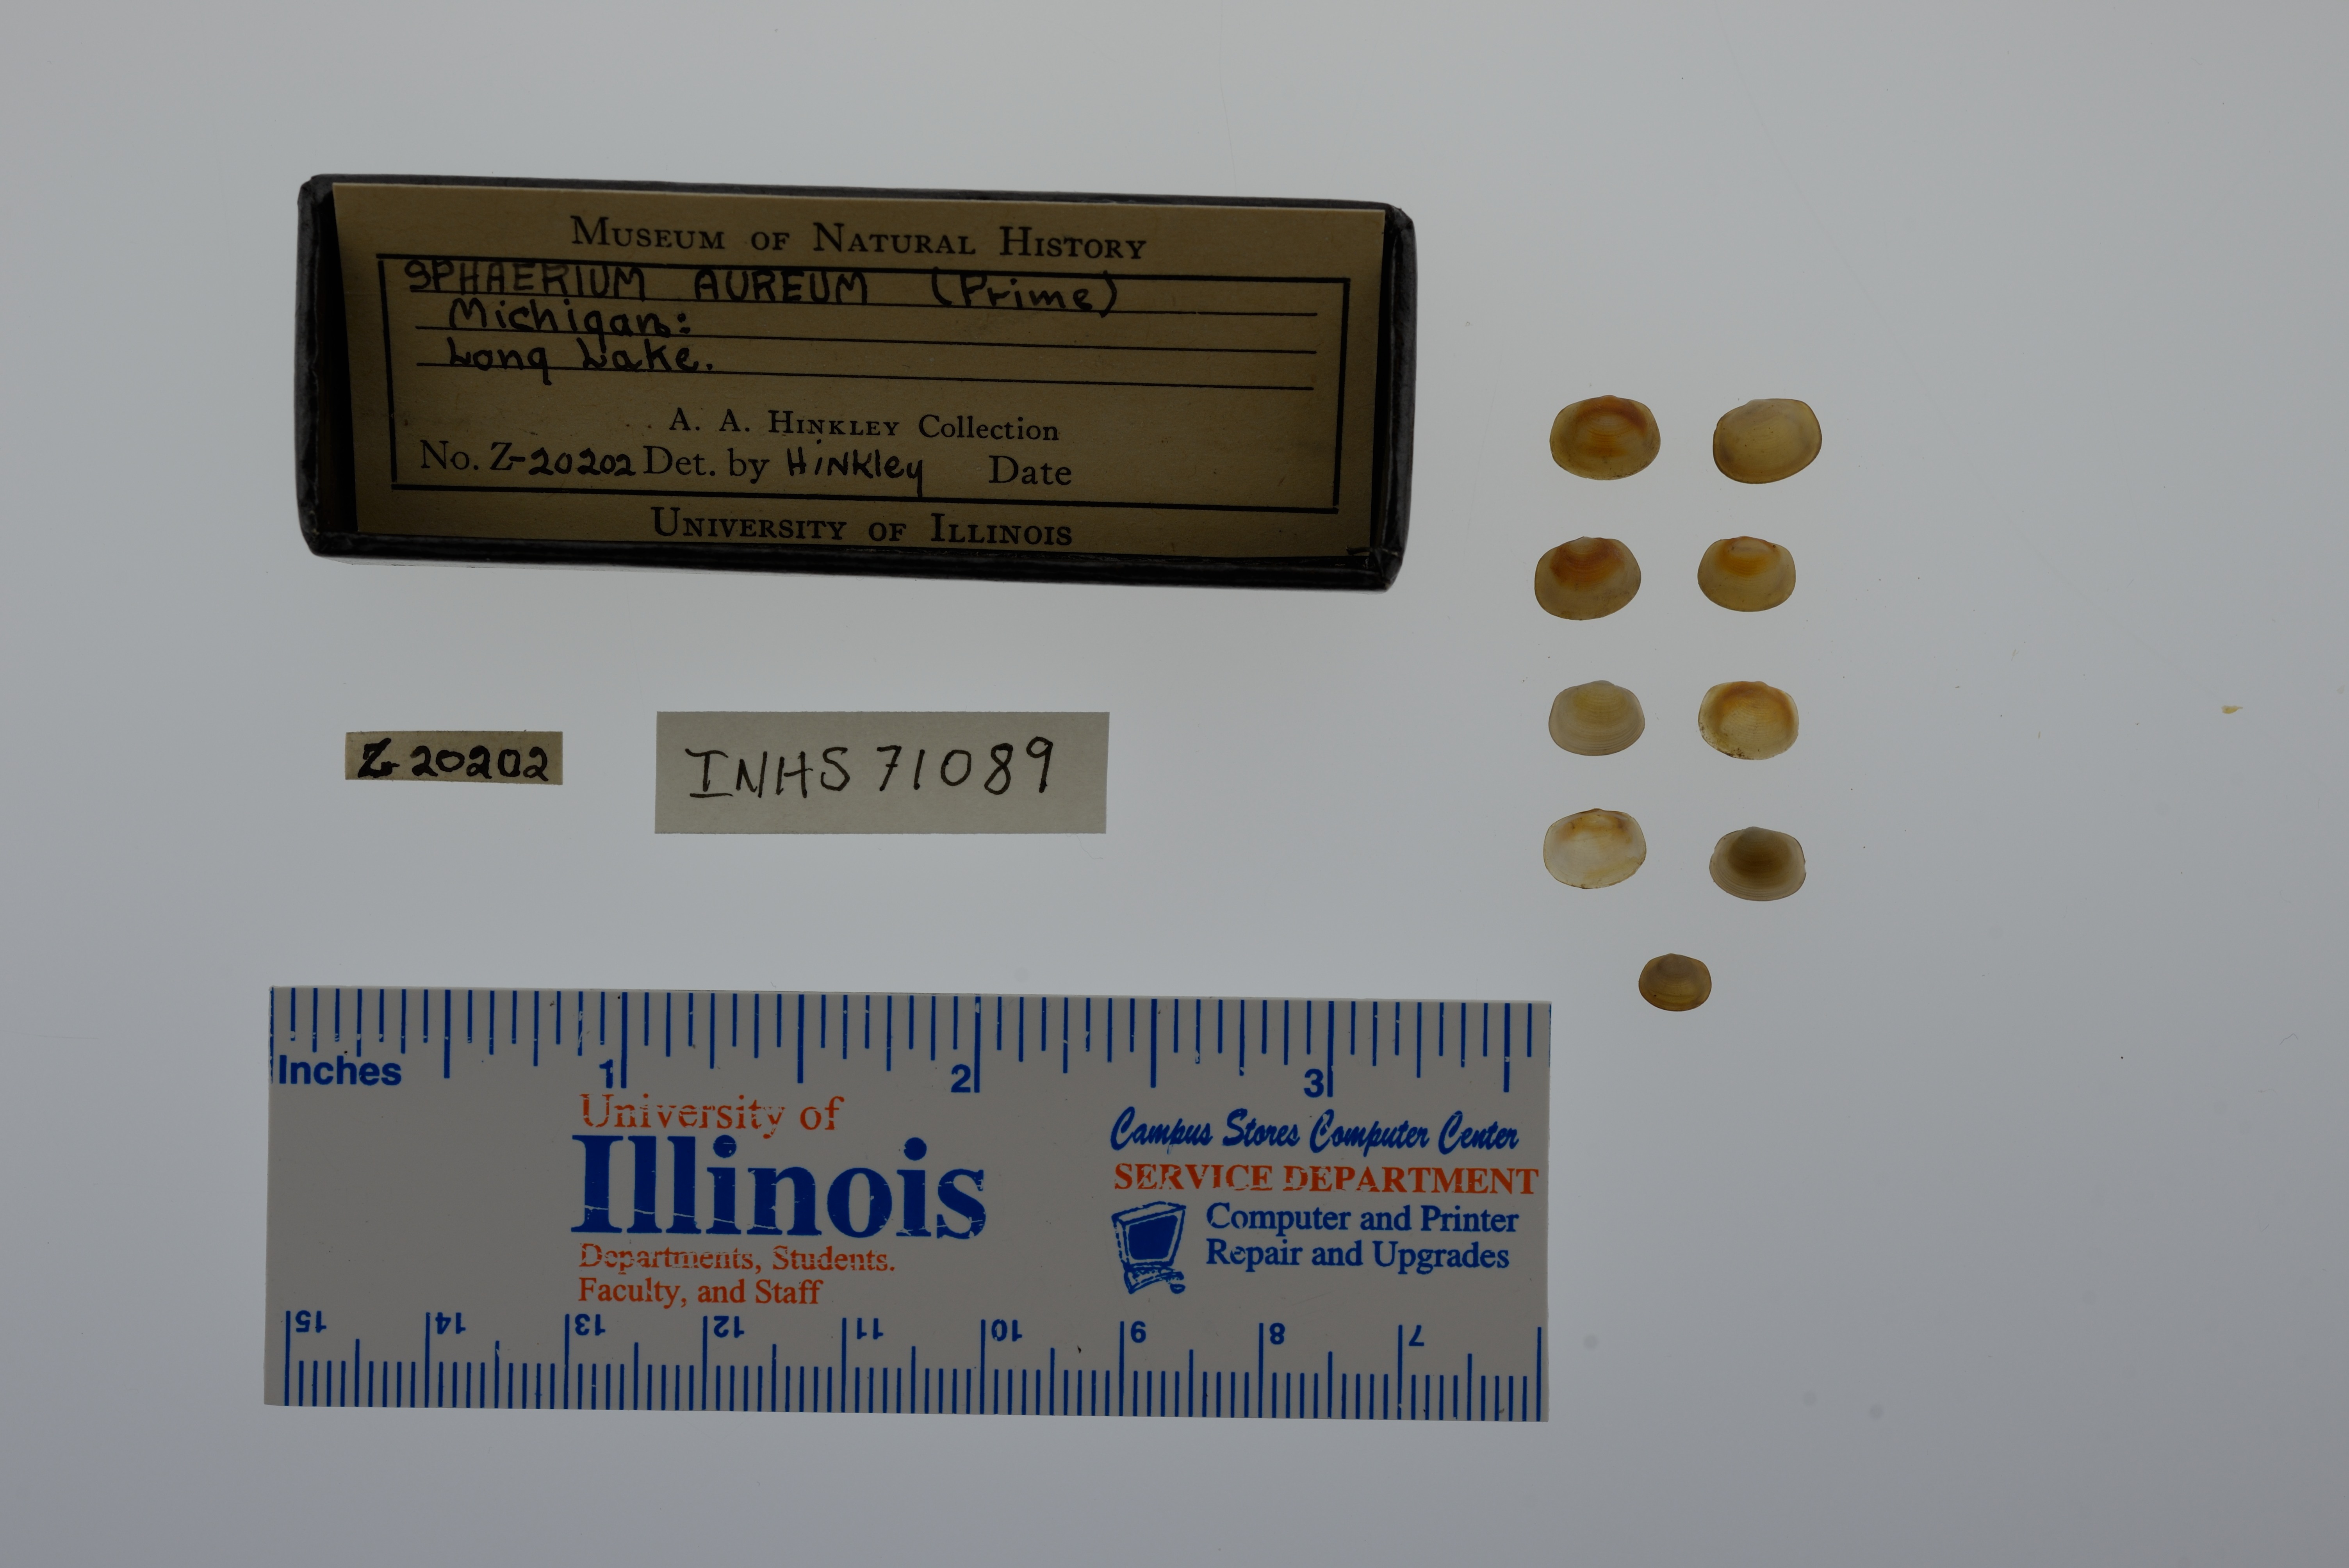 MUSEUM OF NATURAL HISTORY
SPHAERIUM AUREUM (Prime)
Michigan:
Long Lake.
A. A. HINKLEY Collection
No. Z-20202 Det. by Hinkley Date
UNIVERSITY OF ILLINOIS
Z-20202
INHS 71089
Inches 1 2 3
University of
Illinois
Departments, Students.
Faculty, and Staff
Campus Stores Computer Center
SERVICE DEPARTMENT
Computer and Printer
Repair and Upgrades
15 14 13 12 11 10 9 8 7